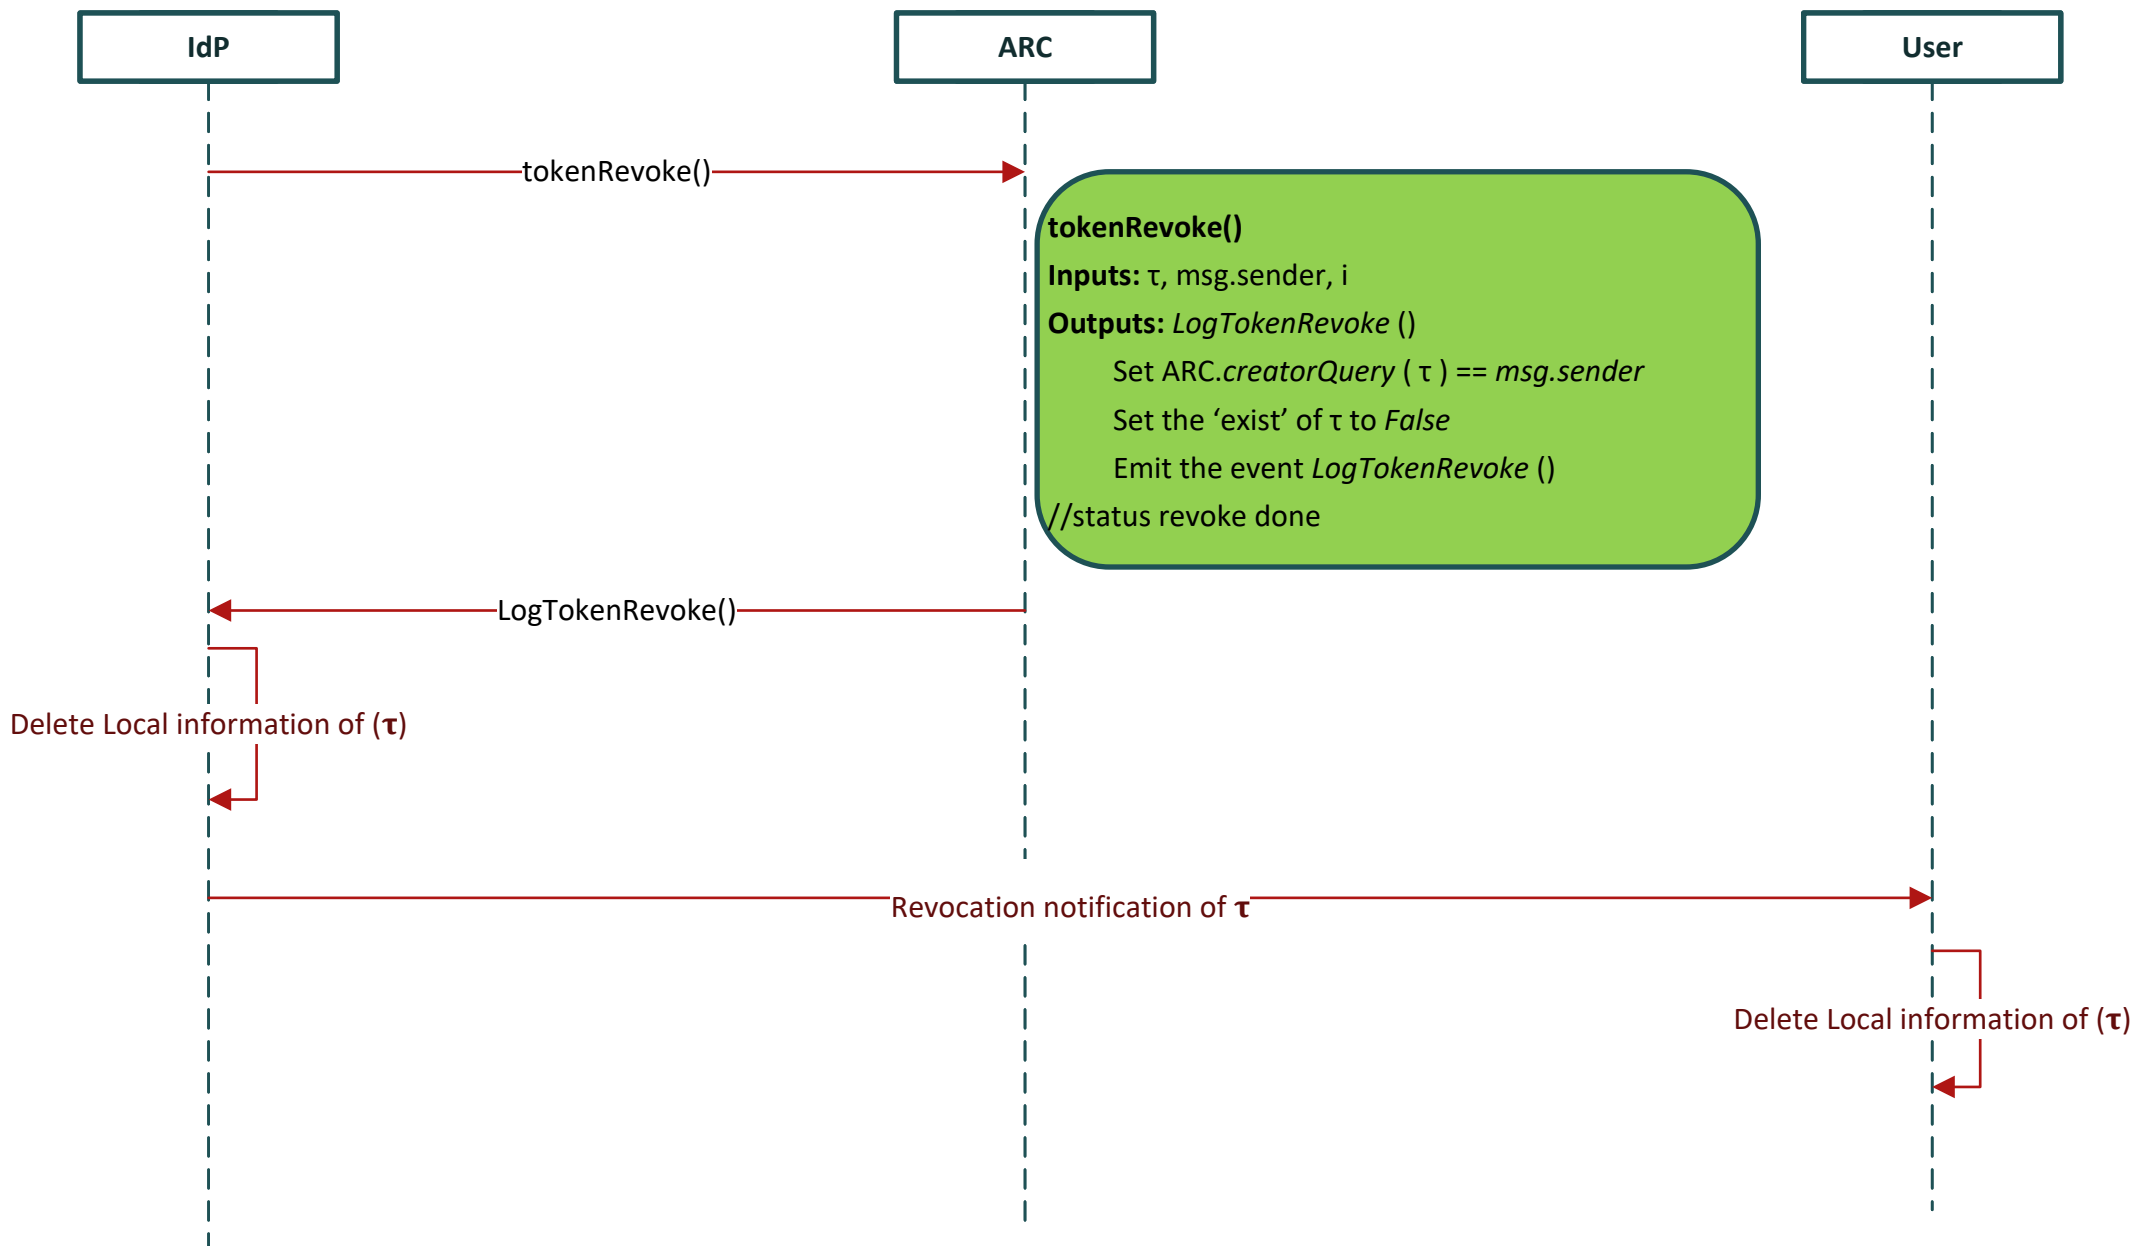 IdP
ARC
User
tokenRevoke()
tokenRevoke()
Inputs: τ, msg.sender, i
Outputs: LogTokenRevoke ()
Set ARC.creatorQuery ( τ ) == msg.sender
Set the ‘exist’ of τ to False
Emit the event LogTokenRevoke ()
//status revoke done
LogTokenRevoke()
Delete Local information of (τ)
Revocation notification of τ
Delete Local information of (τ)